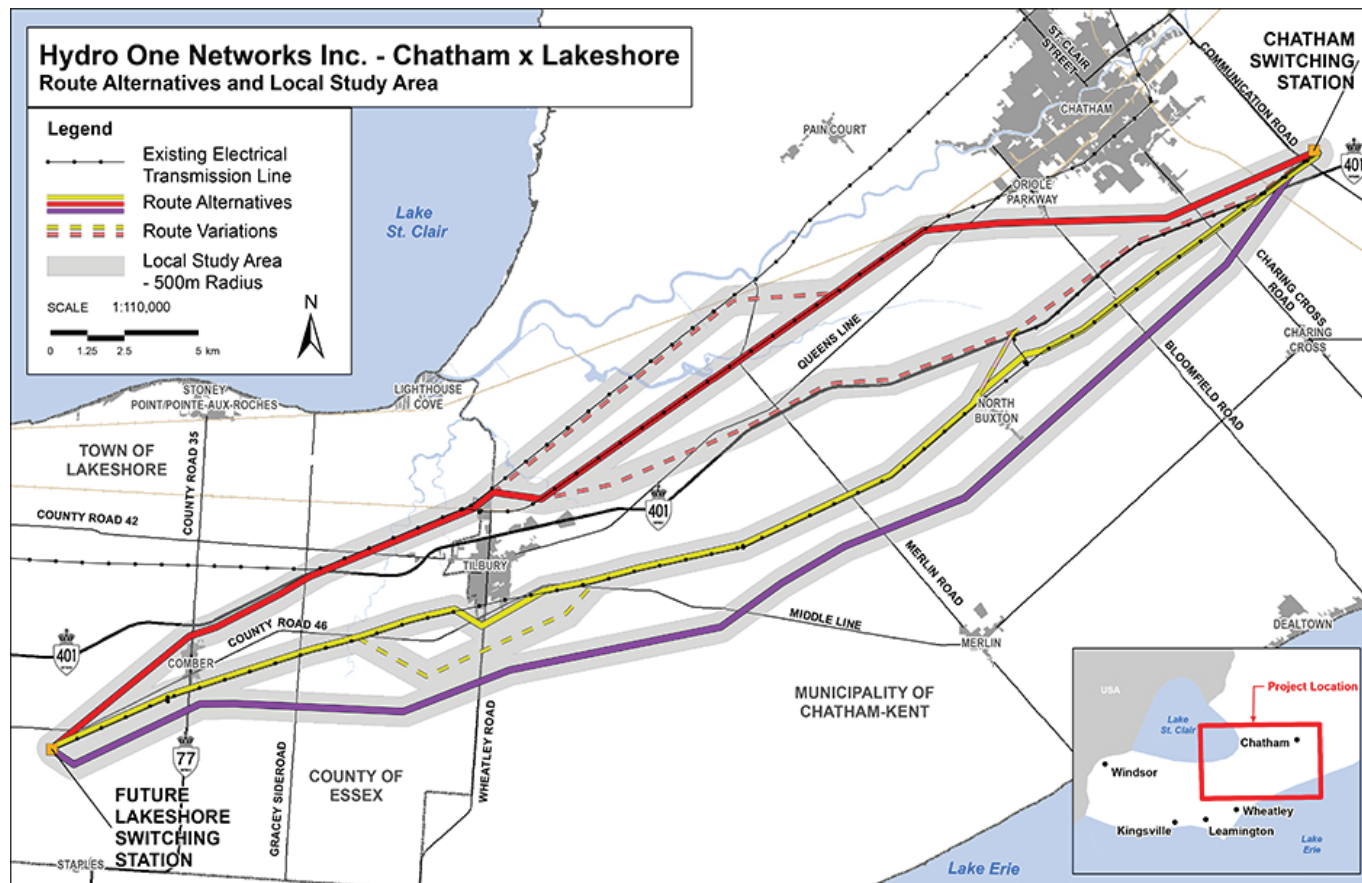 Hydro One Networks Inc. - Chatham x Lakeshore
Route Alternatives and Local Study Area
Legend
Existing Electrical
Transmission Line
Route Alternatives
Route Variations
Local Study Area
- 500m Radius
SCALE 1:110,000
0 1.25 2.5 5 km
N
Lake
St. Clair
PAIN COURT
ST. CLAIR
STREET
CHATHAM
COMMUNICATION ROAD
CHATHAM
SWITCHING
STATION
401
ORIOLE
PARKWAY
QUEENS LINE
CHARING CROSS
ROAD
CHARING
CROSS
BLOOMFIELD ROAD
NORTH
BUXTON
LIGHTHOUSE
COVE
STONEY
POINT/POINTE-AUX-ROCHES
TOWN OF
LAKESHORE
COUNTY ROAD 35
COUNTY ROAD 42
401
TILBURY
MERLIN ROAD
MIDDLE LINE
MERLIN
DEALTOWN
COUNTY ROAD 46
COMBER
401
77
GRACEY SIDEROAD
WHEATLEY ROAD
COUNTY OF
ESSEX
MUNICIPALITY OF
CHATHAM-KENT
FUTURE
LAKESHORE
SWITCHING
STATION
STAPLES
Lake Erie
USA
Project Location
Lake
St. Clair
Chatham
Windsor
Wheatley
Kingsville
Leamington
Lake
Erie